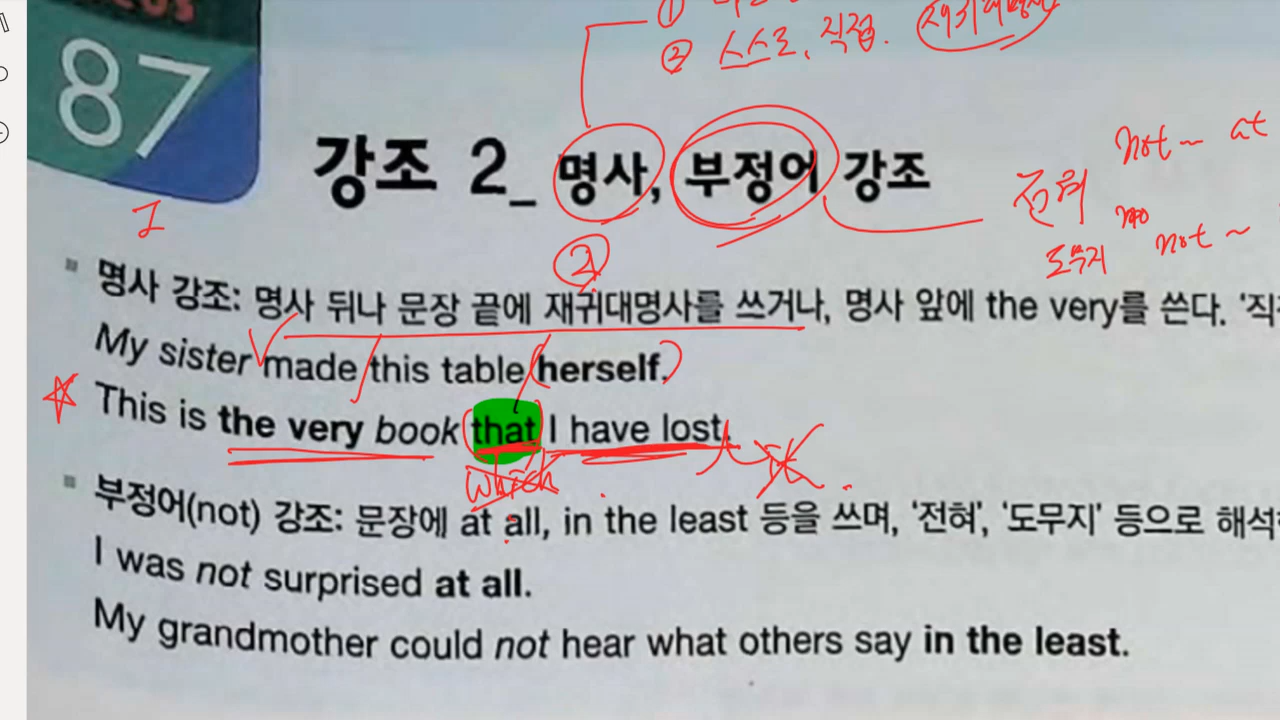 ② 스스로, 직접.
87
강조 2_ 명사, 부정어 강조
not ~ at
전혀
not ~
도무지
②
명사 강조: 명사 뒤나 문장 끝에 재귀대명사를 쓰거나, 명사 앞에 the very를 쓴다. '직
My sister made this table herself.
This is the very book that I have lost.
which
부정어(not) 강조: 문장에 at all, in the least 등을 쓰며, '전혀', '도무지' 등으로 해석
I was not surprised at all.
My grandmother could not hear what others say in the least.